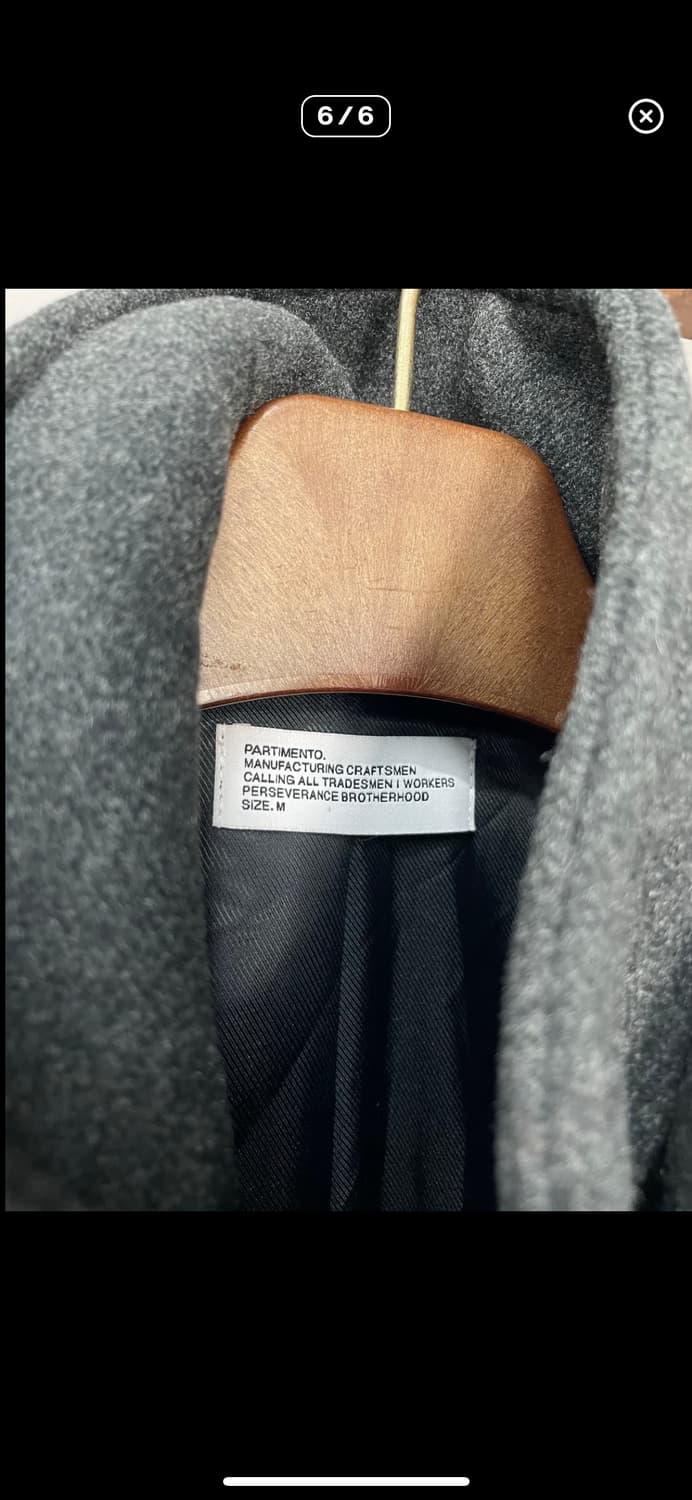 6/6
PARTIMENTO.
MANUFACTURING CRAFTSMEN
CALLING ALL TRADESMEN I WORKERS
PERSEVERANCE BROTHERHOOD
SIZE. M